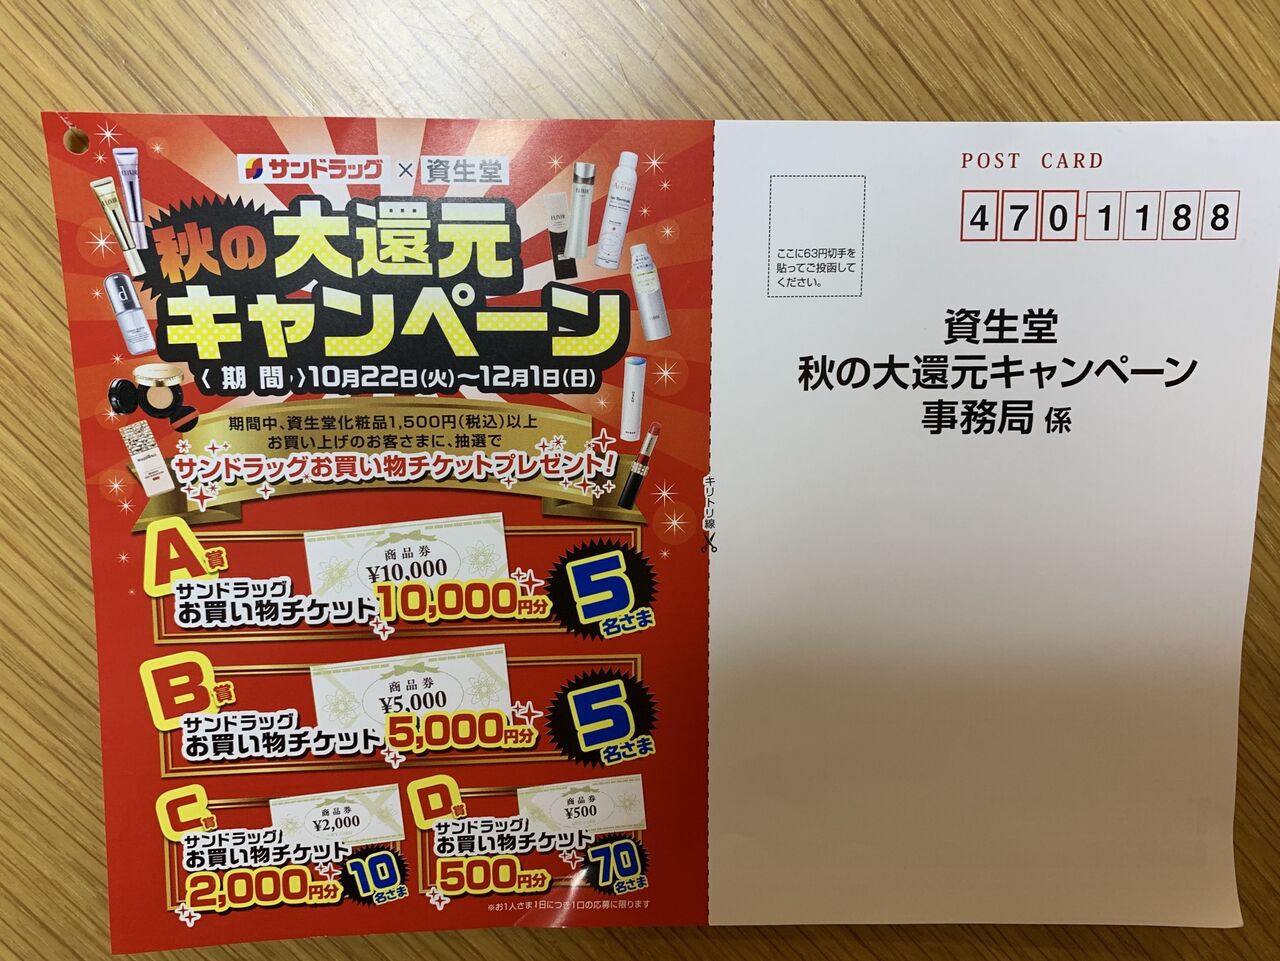 サンドラッグ × 資生堂
秋の大還元
キャンペーン
〈期間〉10月22日(火)～12月1日(日)
期間中、資生堂化粧品1,500円(税込)以上
お買い上げのお客さまに、抽選で
サンドラッグお買い物チケットプレゼント!
A賞
商品券
¥10,000
サンドラッグ
お買い物チケット10,000円分
5名さま
B賞
商品券
¥5,000
サンドラッグ
お買い物チケット5,000円分
5名さま
C賞
商品券
¥2,000
サンドラッグ
お買い物チケット
2,000円分
10名さま
D賞
商品券
¥500
サンドラッグ
お買い物チケット
500円分
70名さま
※お1人さま1日につき1口の応募に限ります
キリトリ線
POST CARD
470-1188
ここに63円切手を
貼ってご投函して
ください。
資生堂
秋の大還元キャンペーン
事務局 係